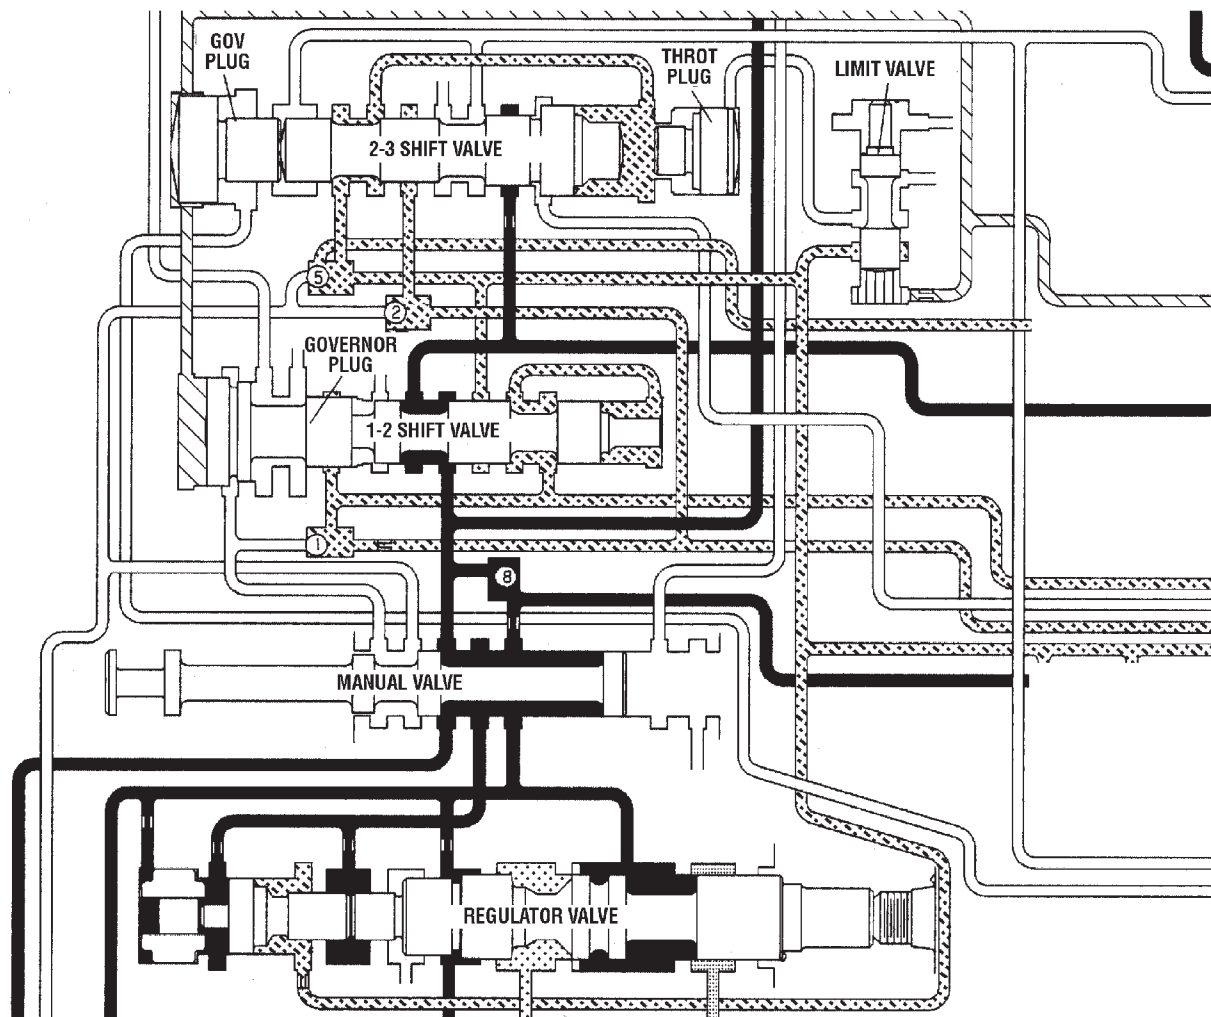 GOV
PLUG
THROT
PLUG
LIMIT VALVE
2-3 SHIFT VALVE
5
2
GOVERNOR
PLUG
1-2 SHIFT VALVE
1
8
MANUAL VALVE
REGULATOR VALVE